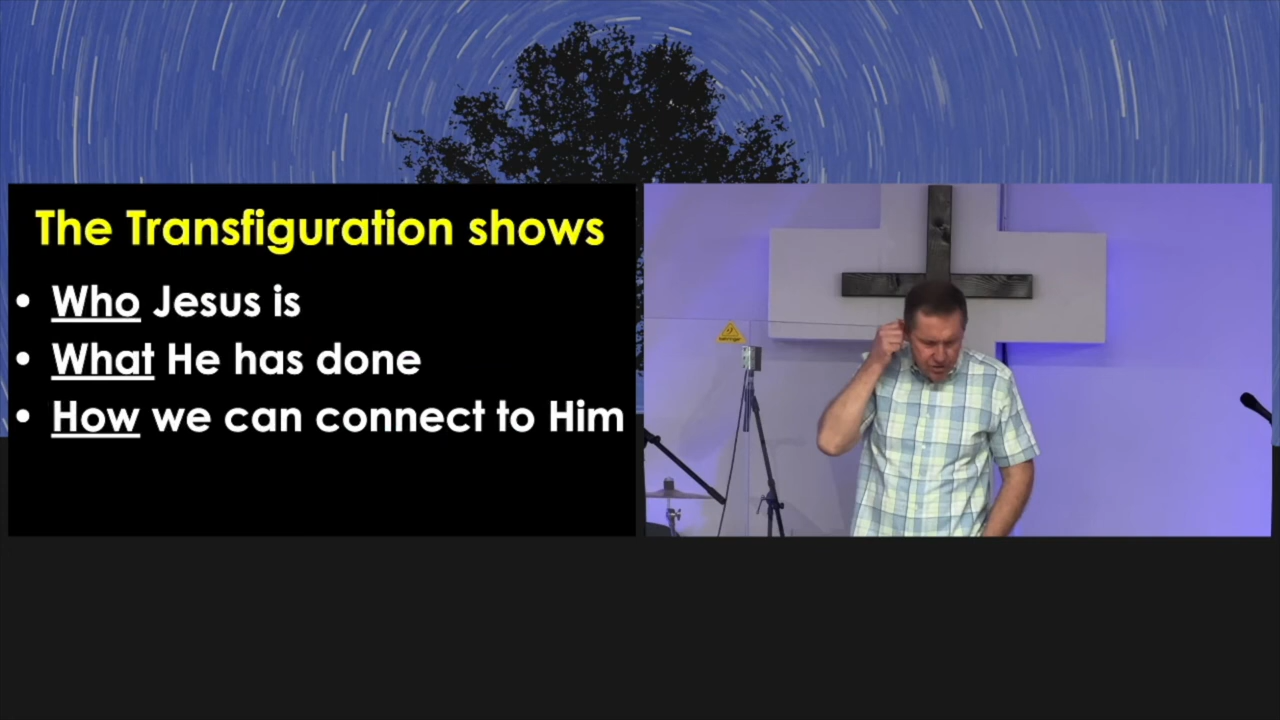 The Transfiguration shows
• Who Jesus is
• What He has done
• How we can connect to Him